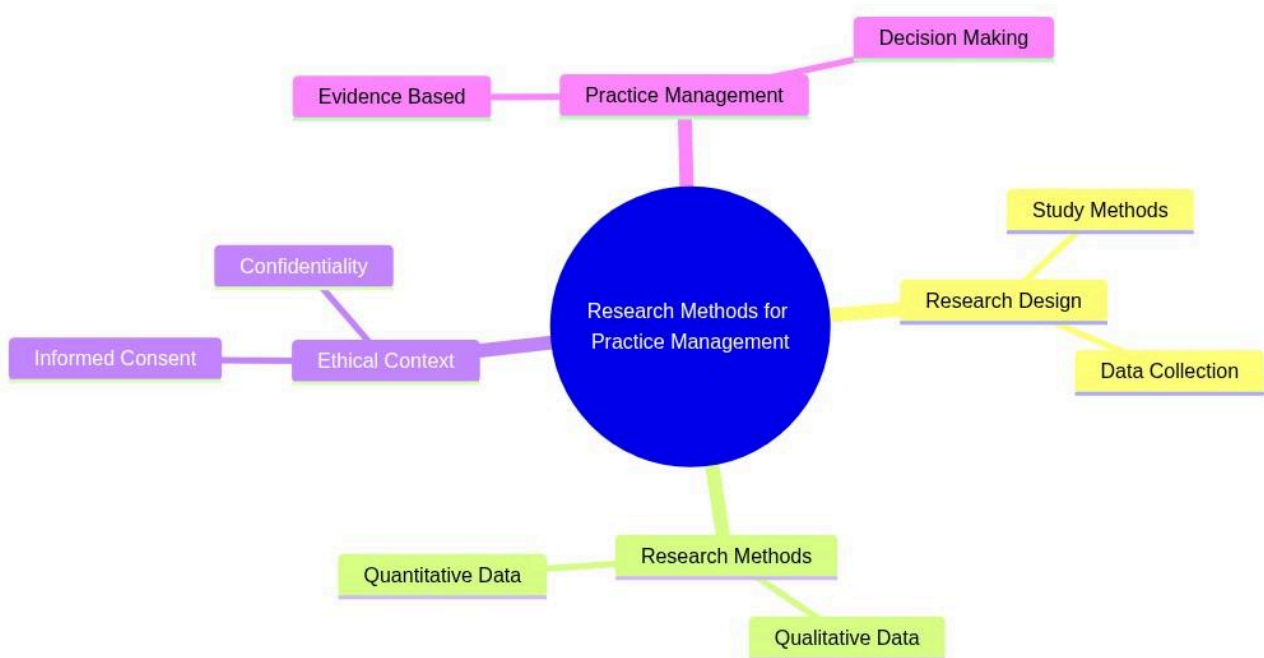 Decision Making
Evidence Based
Practice Management
Study Methods
Confidentiality
Research Design
Research Methods for
Practice Management
Informed Consent
Ethical Context
Data Collection
Research Methods
Quantitative Data
Qualitative Data